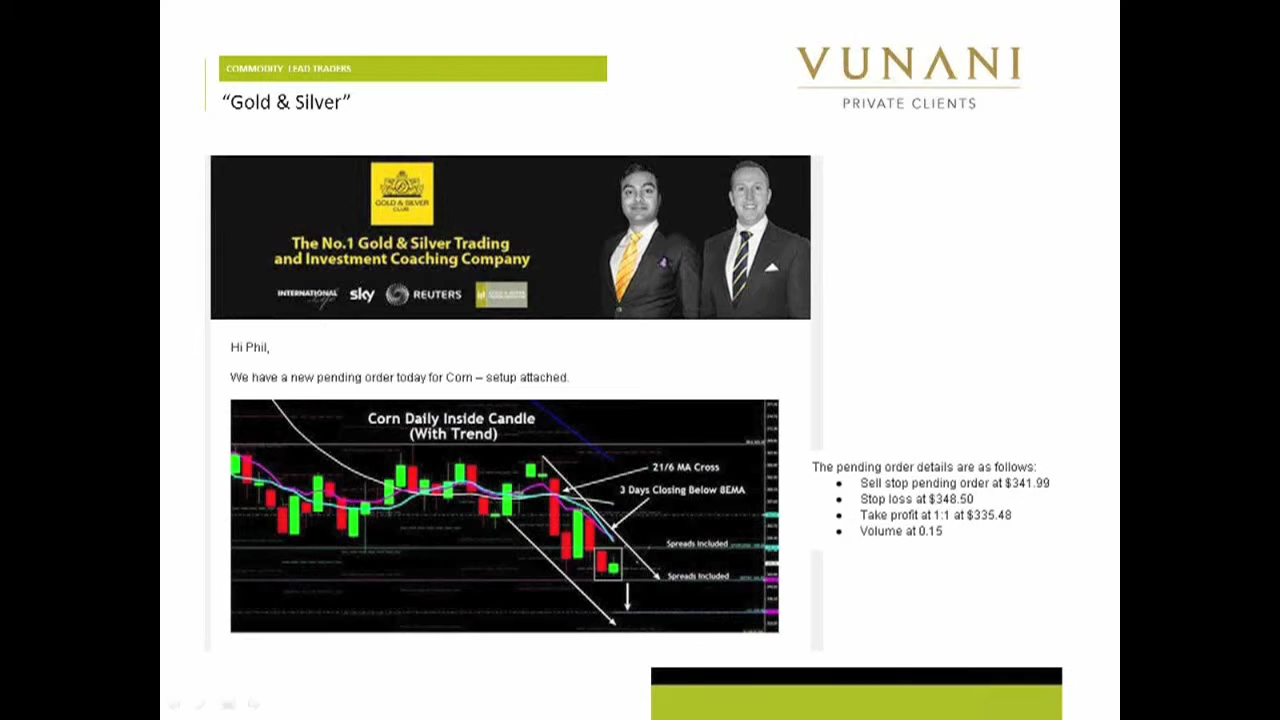 COMMODITY LEAD TRADERS
“Gold & Silver”
VUNANI
PRIVATE CLIENTS
GOLD & SILVER
CLUB
The No.1 Gold & Silver Trading
and Investment Coaching Company
INTERNATIONAL
sky
REUTERS
Hi Phil,
We have a new pending order today for Corn – setup attached.
Corn Daily Inside Candle
(With Trend)
21/6 MA Cross
3 Days Closing Below 8EMA
Spreads Included
Spreads Included
The pending order details are as follows:
● Sell stop pending order at $341.99
● Stop loss at $348.50
● Take profit at 1:1 at $335.48
● Volume at 0.15